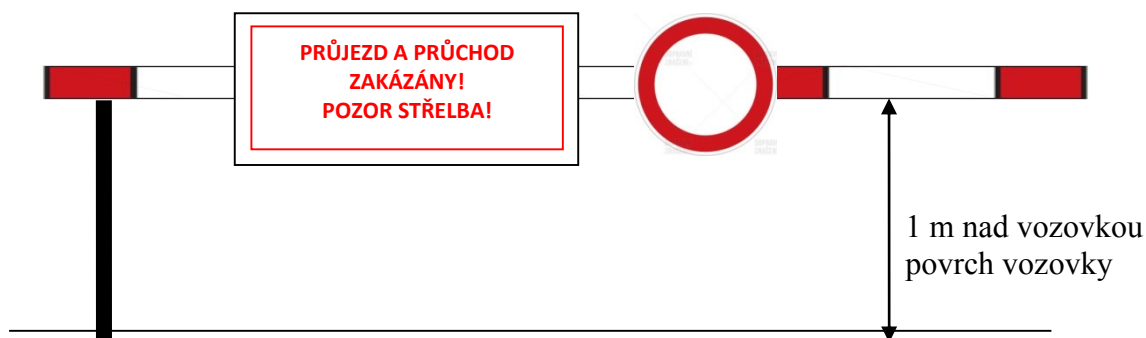 PRŮJEZD A PRŮCHOD
ZAKÁZÁNY!
POZOR STŘELBA!
1 m nad vozovkou
povrch vozovky